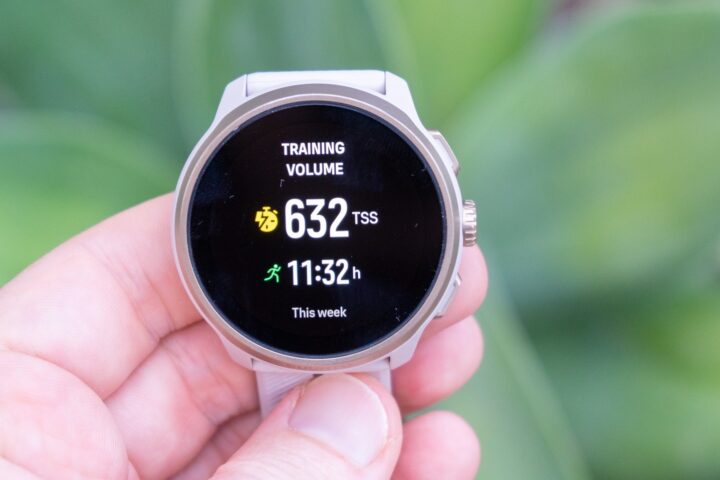 TRAINING
VOLUME
632 TSS
11:32 h
This week